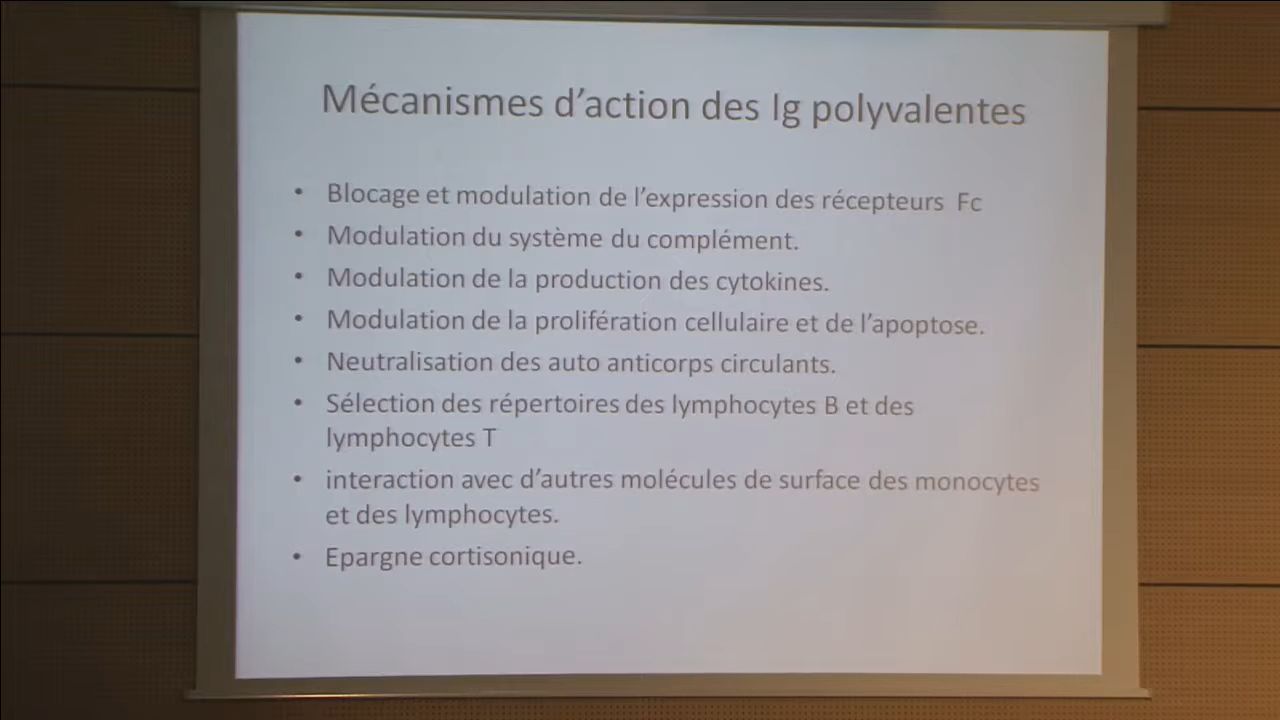 Mécanismes d’action des Ig polyvalentes
• Blocage et modulation de l’expression des récepteurs Fc
• Modulation du système du complément.
• Modulation de la production des cytokines.
• Modulation de la prolifération cellulaire et de l’apoptose.
• Neutralisation des auto anticorps circulants.
• Sélection des répertoires des lymphocytes B et des
lymphocytes T
• interaction avec d’autres molécules de surface des monocytes
et des lymphocytes.
• Epargne cortisonique.